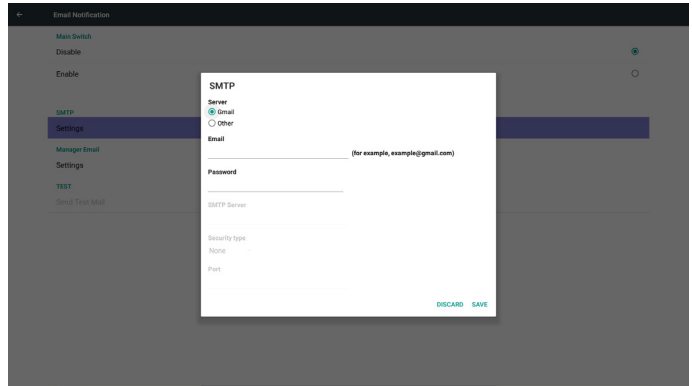 Email Notification
Main Switch
Disable
Enable
SMTP
Settings
Manager Email
Settings
TEST
Send Test Mail
SMTP
Server
Gmail
Other
Email
(for example, example@gmail.com)
Password
SMTP Server
Security type
None
Port
DISCARD SAVE